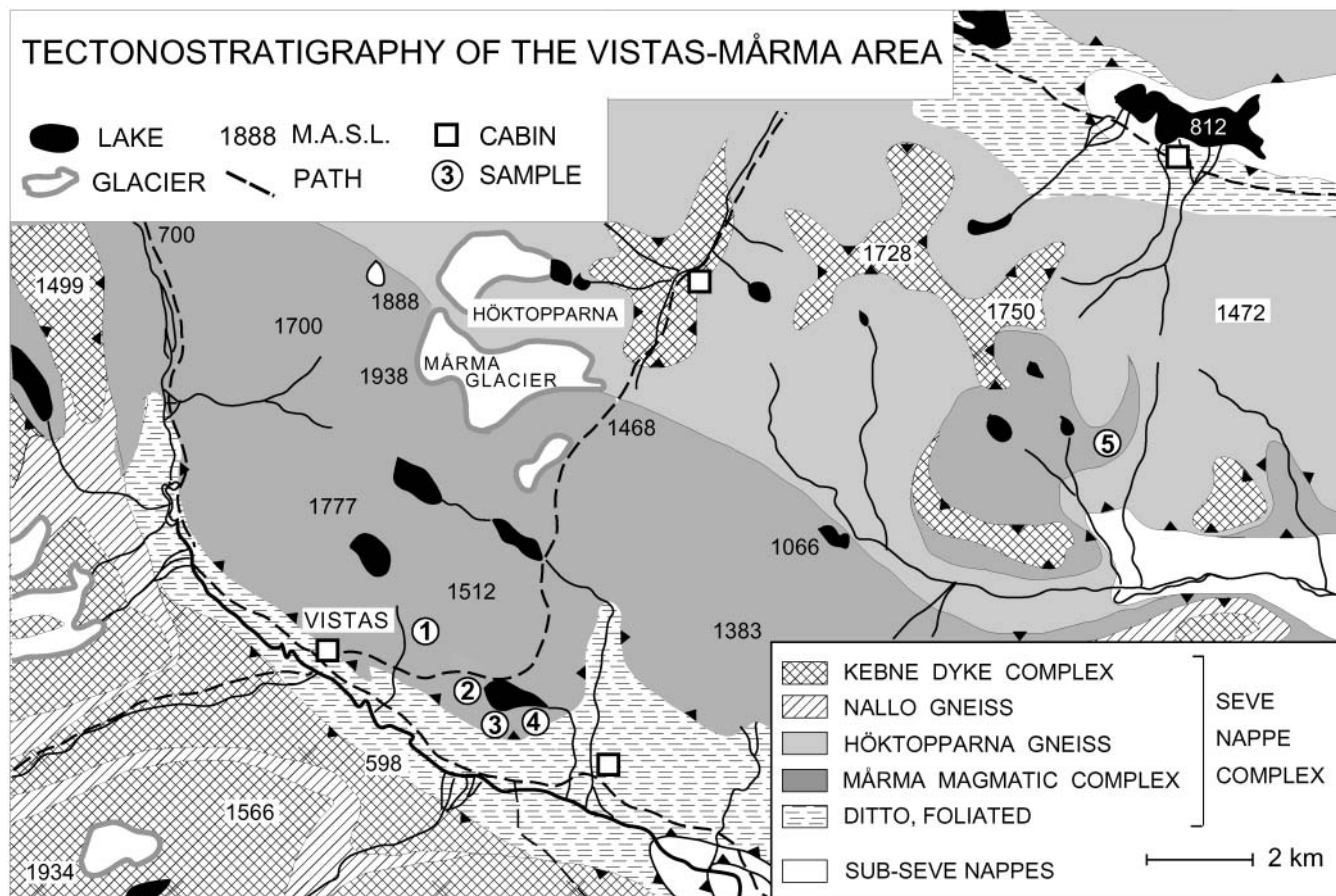 TECTONOSTRATIGRAPHY OF THE VISTAS-MÅRMA AREA
LAKE 1888 M.A.S.L. CABIN
GLACIER PATH 3 SAMPLE
812
700
1728
1499
1888
HÖKTOPPARNA
1750
1472
1700
MÅRMA
GLACIER
1938
1468
5
1777
1066
1512
VISTAS
1
1383
2
3
4
598
1566
1934
KEBNE DYKE COMPLEX
NALLO GNEISS
HÖKTOPPARNA GNEISS
MÅRMA MAGMATIC COMPLEX
DITTO, FOLIATED
SEVE
NAPPE
COMPLEX
SUB-SEVE NAPPES
2 km